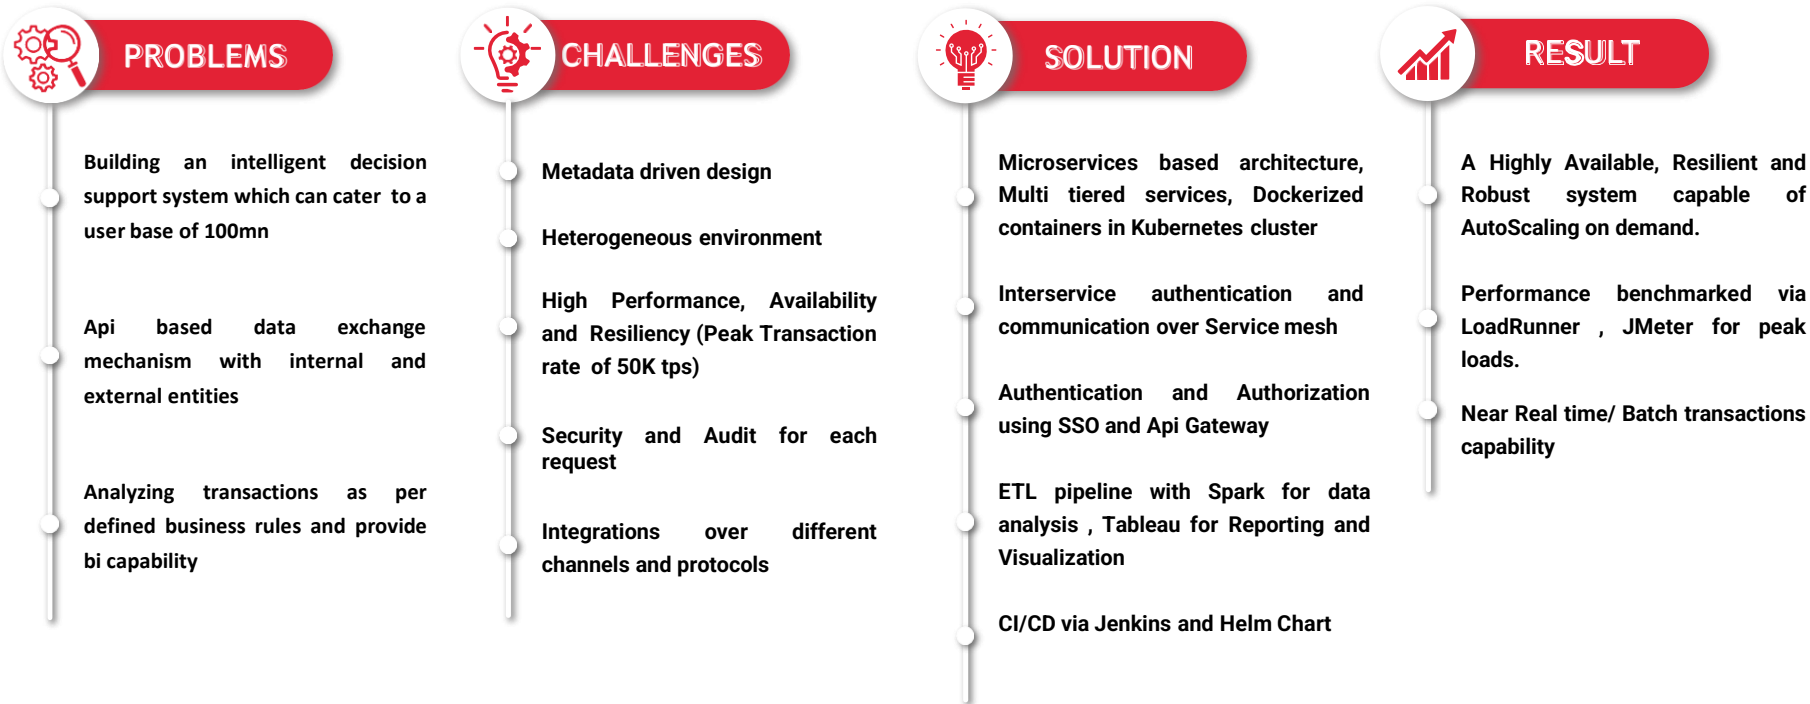 PROBLEMS
Building an intelligent decision
support system which can cater to a
user base of 100mn
Api based data exchange
mechanism with internal and
external entities
Analyzing transactions as per
defined business rules and provide
bi capability
CHALLENGES
Metadata driven design
Heterogeneous environment
High Performance, Availability
and Resiliency (Peak Transaction
rate of 50K tps)
Security and Audit for each
request
Integrations over different
channels and protocols
SOLUTION
Microservices based architecture,
Multi tiered services, Dockerized
containers in Kubernetes cluster
Interservice authentication and
communication over Service mesh
Authentication and Authorization
using SSO and Api Gateway
ETL pipeline with Spark for data
analysis , Tableau for Reporting and
Visualization
CI/CD via Jenkins and Helm Chart
RESULT
A Highly Available, Resilient and
Robust system capable of
AutoScaling on demand.
Performance benchmarked via
LoadRunner , JMeter for peak
loads.
Near Real time/ Batch transactions
capability